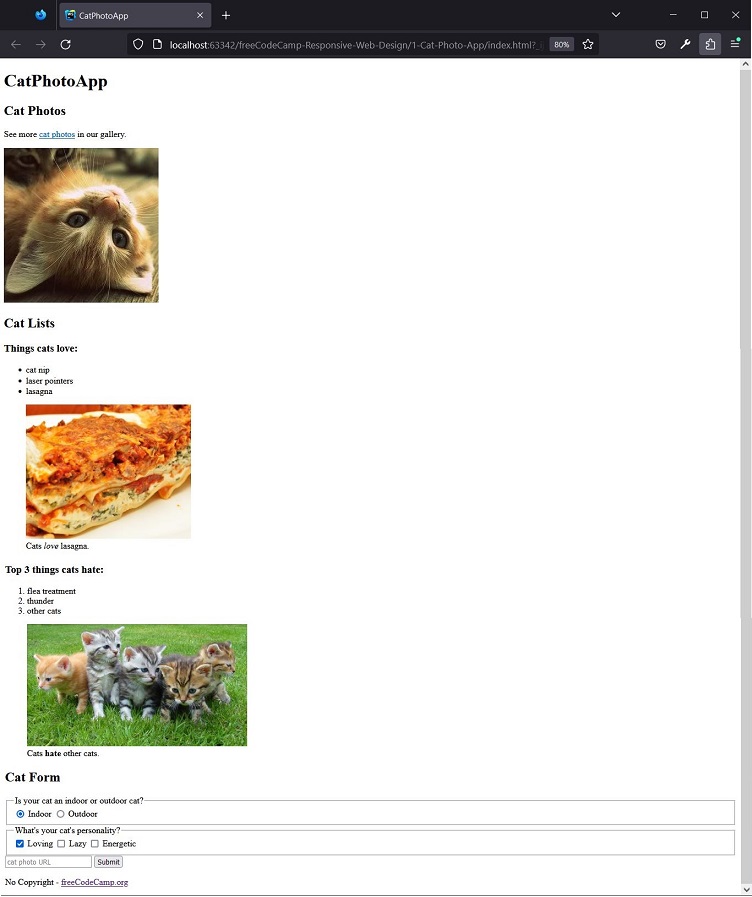 CatPhotoApp
localhost:63342/freeCodeCamp-Responsive-Web-Design/1-Cat-Photo-App/index.html?_
80%
CatPhotoApp
Cat Photos
See more cat photos in our gallery.
Cat Lists
Things cats love:
cat nip
laser pointers
lasagna
Cats love lasagna.
Top 3 things cats hate:
1. flea treatment
2. thunder
3. other cats
Cats hate other cats.
Cat Form
Is your cat an indoor or outdoor cat?
Indoor Outdoor
What's your cat's personality?
Loving Lazy Energetic
cat photo URL Submit
No Copyright - freeCodeCamp.org